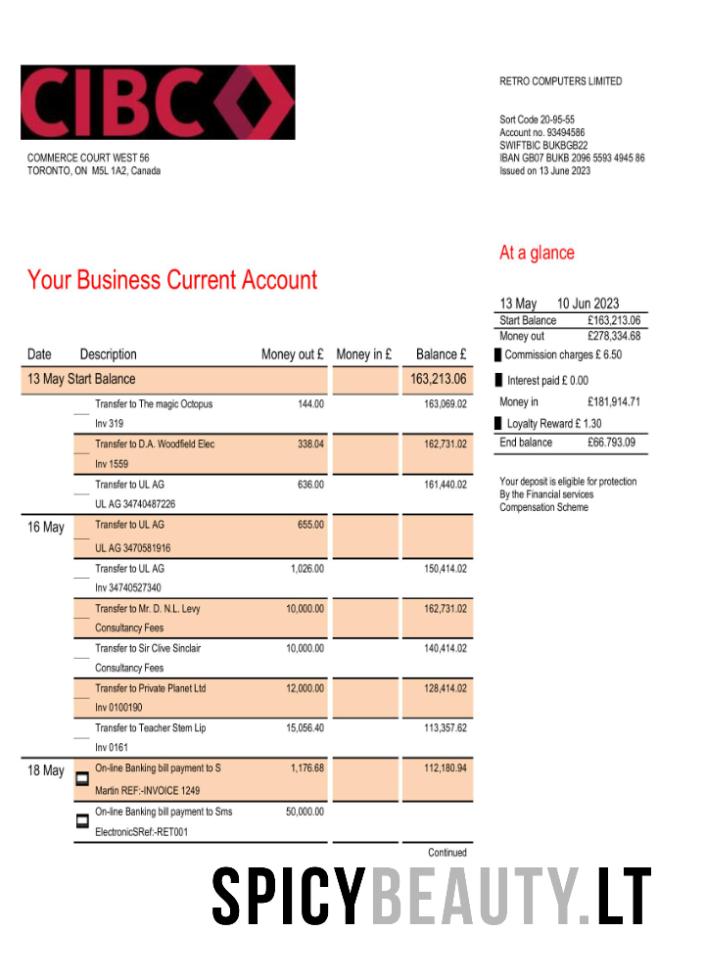 CIBC
COMMERCE COURT WEST 56
TORONTO, ON M5L 1A2, Canada
RETRO COMPUTERS LIMITED
Sort Code 20-95-55
Account no. 93494586
SWIFTBIC BUKBGB22
IBAN GB07 BUKB 2096 5593 4945 86
Issued on 13 June 2023
Your Business Current Account
At a glance
13 May 10 Jun 2023
Start Balance £163,213.06
Money out £278,334.68
Commission charges £ 6.50
Interest paid £ 0.00
Money in £181,914.71
Loyalty Reward £ 1.30
End balance £66.793.09
Your deposit is eligible for protection
By the Financial services
Compensation Scheme
Date Description Money out £ Money in £ Balance £
13 May Start Balance 163,213.06
Transfer to The magic Octopus 144.00 163,069.02
Inv 319
Transfer to D.A. Woodfield Elec 338.04 162,731.02
Inv 1559
Transfer to UL AG 636.00 161,440.02
UL AG 34740487226
16 May Transfer to UL AG 655.00
UL AG 3470581916
Transfer to UL AG 1,026.00 150,414.02
Inv 34740527340
Transfer to Mr. D. N.L. Levy 10,000.00 162,731.02
Consultancy Fees
Transfer to Sir Clive Sinclair 10,000.00 140,414.02
Consultancy Fees
Transfer to Private Planet Ltd 12,000.00 128,414.02
Inv 0100190
Transfer to Teacher Stem Lip 15,056.40 113,357.62
Inv 0161
18 May On-line Banking bill payment to S 1,176.68 112,180.94
Martin REF:-INVOICE 1249
On-line Banking bill payment to Sms 50,000.00
ElectronicSRef:-RET001
Continued
SPICYBEAUTY.LT